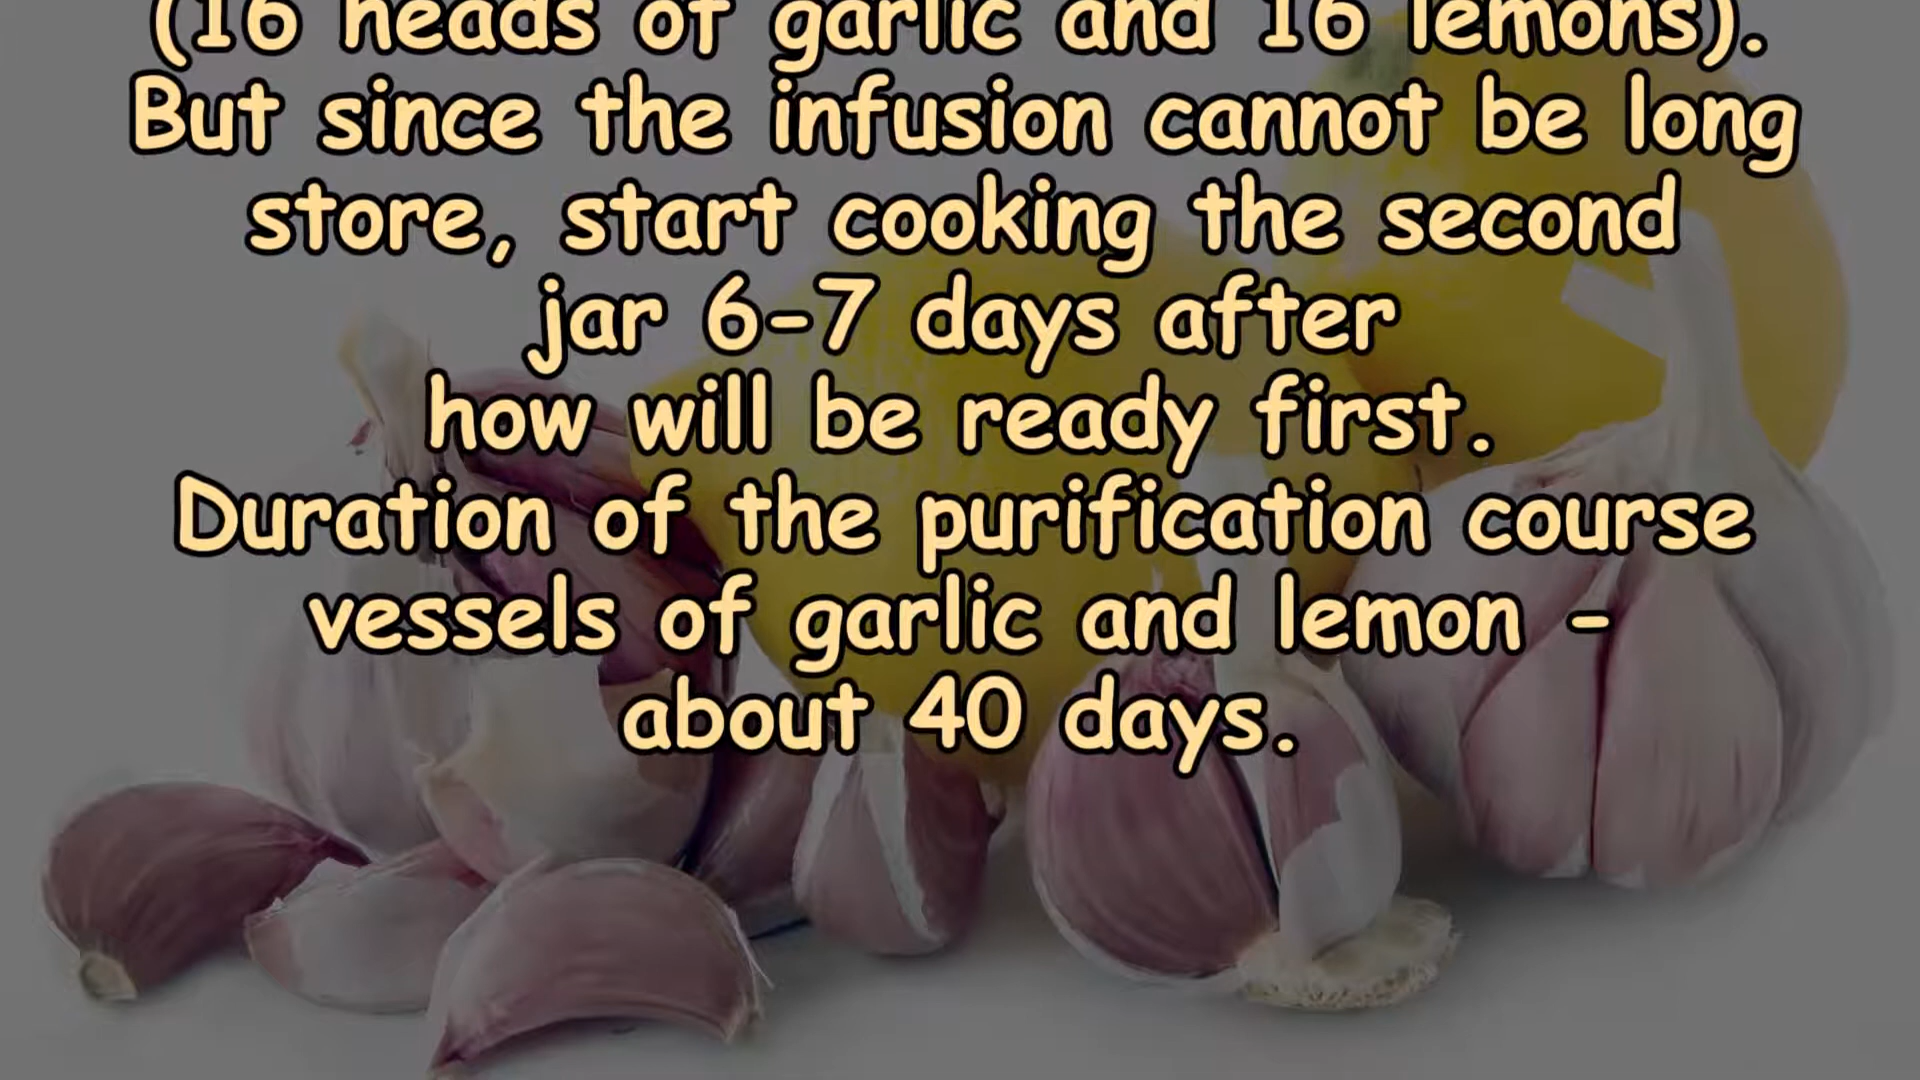 (16 heads of garlic and 16 lemons).
But since the infusion cannot be long
store, start cooking the second
jar 6-7 days after
how will be ready first.
Duration of the purification course
vessels of garlic and lemon -
about 40 days.